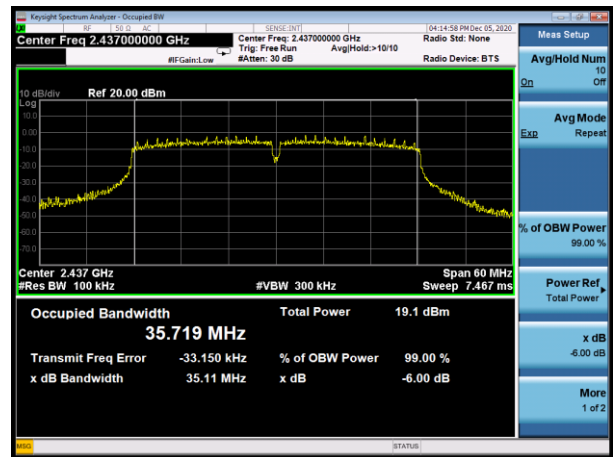 Keysight Spectrum Analyzer - Occupied BW
RF 50 Ω AC SENSE:INT 04:14:58 PM Dec 05, 2020
Center Freq 2.437000000 GHz Center Freq: 2.437000000 GHz Radio Std: None
Trig: Free Run Avg|Hold:>10/10
#IFGain:Low #Atten: 30 dB Radio Device: BTS
10 dB/div Ref 20.00 dBm
Log
10.0
0.00
-10.0
-20.0
-30.0
-40.0
-50.0
-60.0
-70.0
Center 2.437 GHz Span 60 MHz
#Res BW 100 kHz #VBW 300 kHz Sweep 7.467 ms
Occupied Bandwidth Total Power 19.1 dBm
35.719 MHz
Transmit Freq Error -33.150 kHz % of OBW Power 99.00 %
x dB Bandwidth 35.11 MHz x dB -6.00 dB
MSG STATUS
Meas Setup
Avg/Hold Num
10
On Off
Avg Mode
Exp Repeat
% of OBW Power
99.00 %
Power Ref
Total Power
x dB
-6.00 dB
More
1 of 2